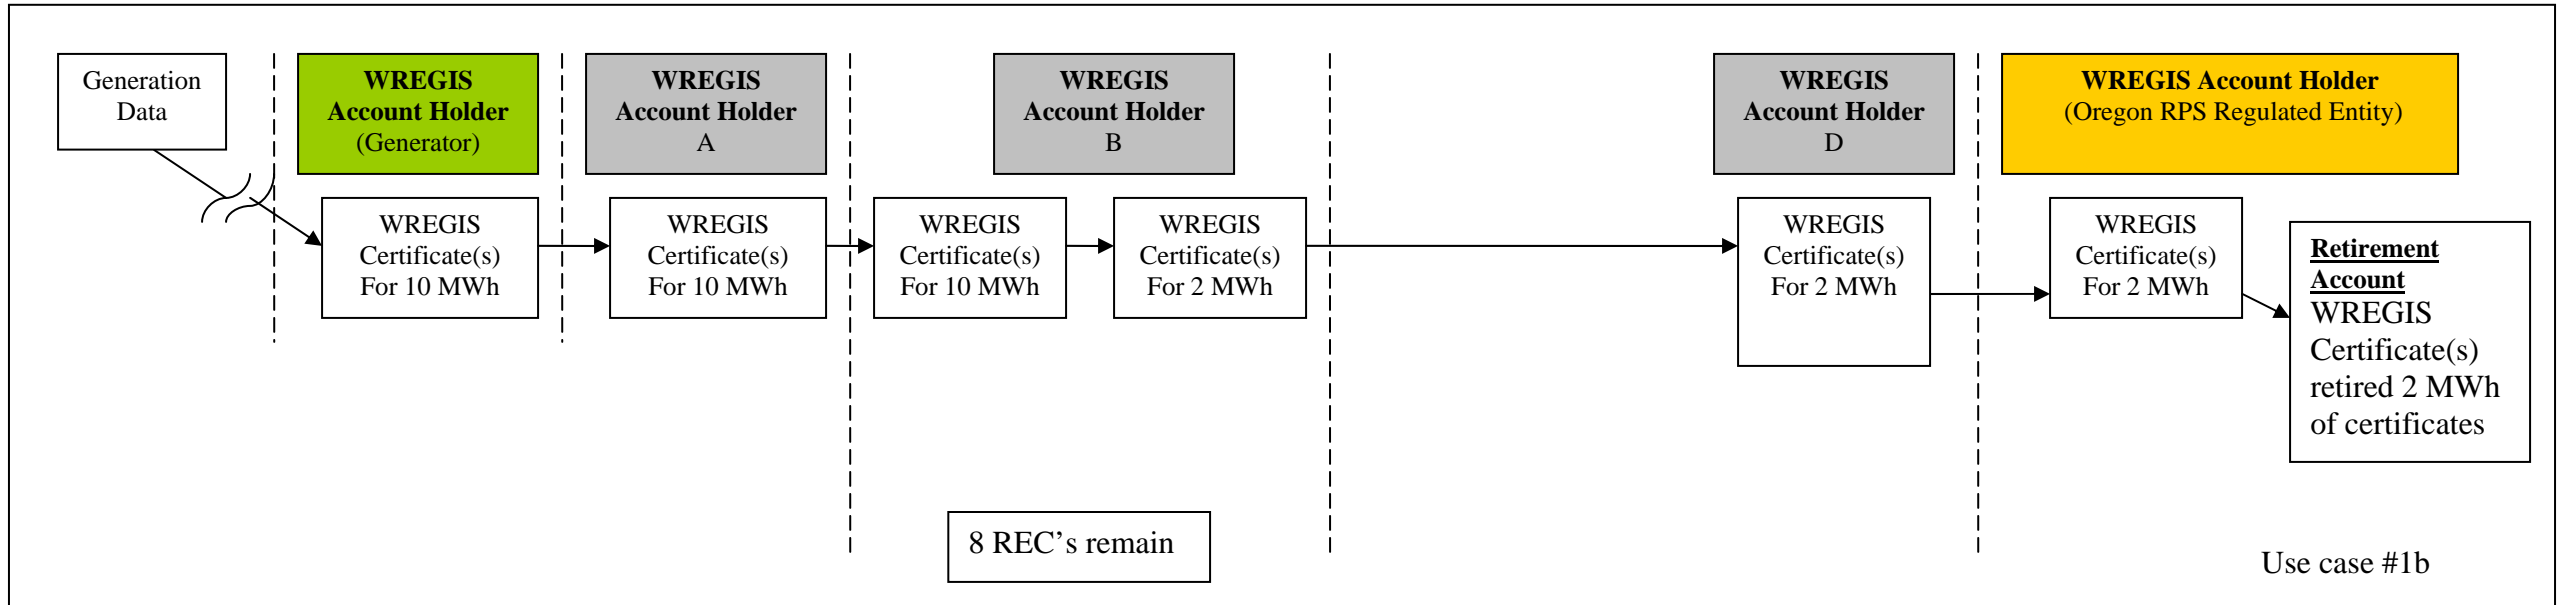 Generation
Data
WREGIS
Account Holder
(Generator)
WREGIS
Account Holder
A
WREGIS
Account Holder
B
WREGIS
Account Holder
D
WREGIS Account Holder
(Oregon RPS Regulated Entity)
WREGIS
Certificate(s)
For 10 MWh
WREGIS
Certificate(s)
For 10 MWh
WREGIS
Certificate(s)
For 10 MWh
WREGIS
Certificate(s)
For 2 MWh
WREGIS
Certificate(s)
For 2 MWh
WREGIS
Certificate(s)
For 2 MWh
Retirement
Account
WREGIS
Certificate(s)
retired 2 MWh
of certificates
8 REC’s remain
Use case #1b